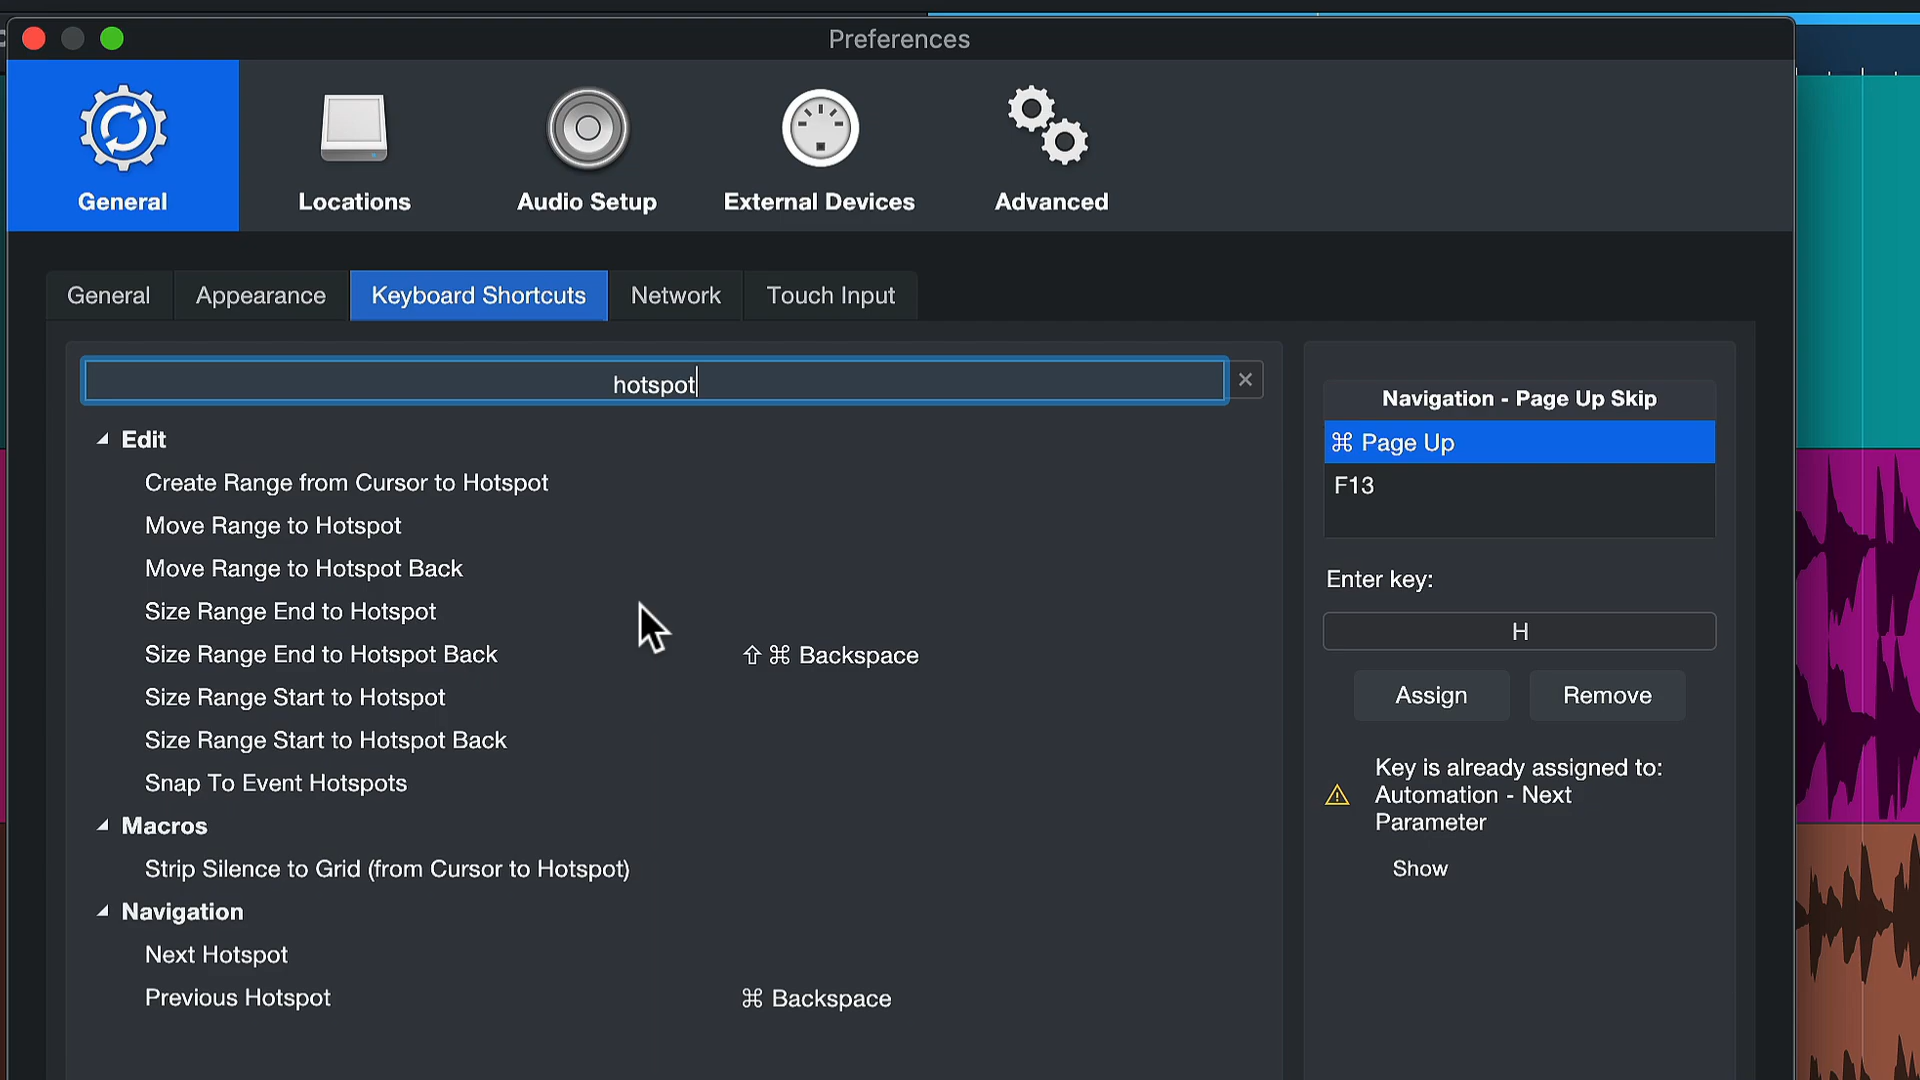 Preferences
General
Locations
Audio Setup
External Devices
Advanced
General
Appearance
Keyboard Shortcuts
Network
Touch Input
hotspot
Edit
Create Range from Cursor to Hotspot
Move Range to Hotspot
Move Range to Hotspot Back
Size Range End to Hotspot
Size Range End to Hotspot Back ⇧ ⌘ Backspace
Size Range Start to Hotspot
Size Range Start to Hotspot Back
Snap To Event Hotspots
Macros
Strip Silence to Grid (from Cursor to Hotspot)
Navigation
Next Hotspot
Previous Hotspot ⌘ Backspace
Navigation - Page Up Skip
⌘ Page Up
F13
Enter key:
H
Assign
Remove
Key is already assigned to:
Automation - Next
Parameter
Show